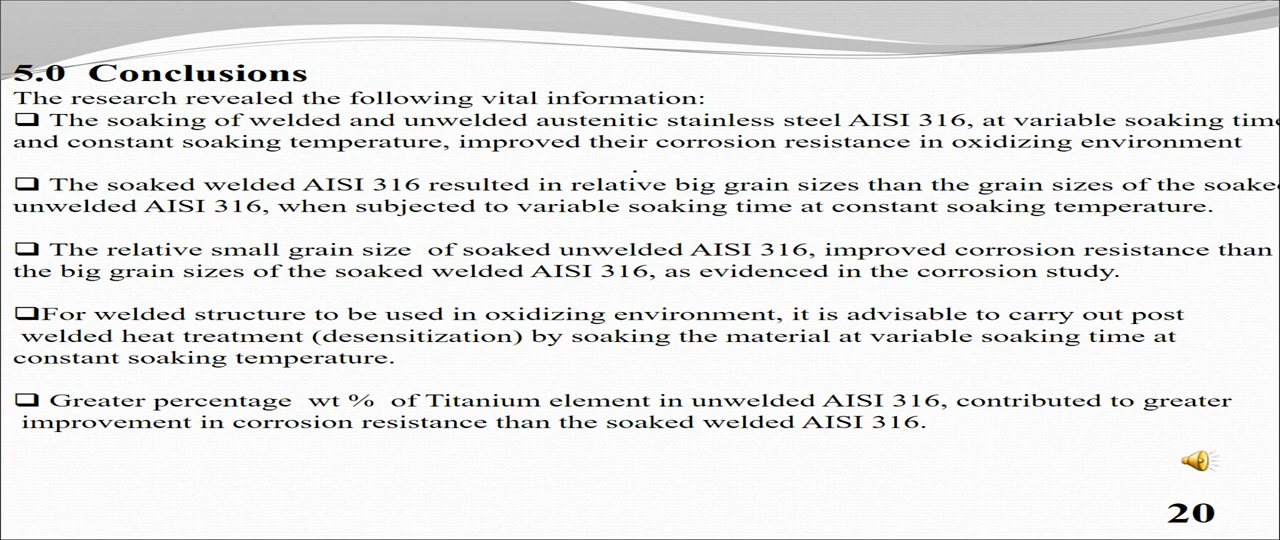 5.0 Conclusions
The research revealed the following vital information:
❑ The soaking of welded and unwelded austenitic stainless steel AISI 316, at variable soaking time
and constant soaking temperature, improved their corrosion resistance in oxidizing environment
.
❑ The soaked welded AISI 316 resulted in relative big grain sizes than the grain sizes of the soaked
unwelded AISI 316, when subjected to variable soaking time at constant soaking temperature.
❑ The relative small grain size of soaked unwelded AISI 316, improved corrosion resistance than
the big grain sizes of the soaked welded AISI 316, as evidenced in the corrosion study.
❑For welded structure to be used in oxidizing environment, it is advisable to carry out post
welded heat treatment (desensitization) by soaking the material at variable soaking time at
constant soaking temperature.
❑ Greater percentage wt % of Titanium element in unwelded AISI 316, contributed to greater
improvement in corrosion resistance than the soaked welded AISI 316.
20